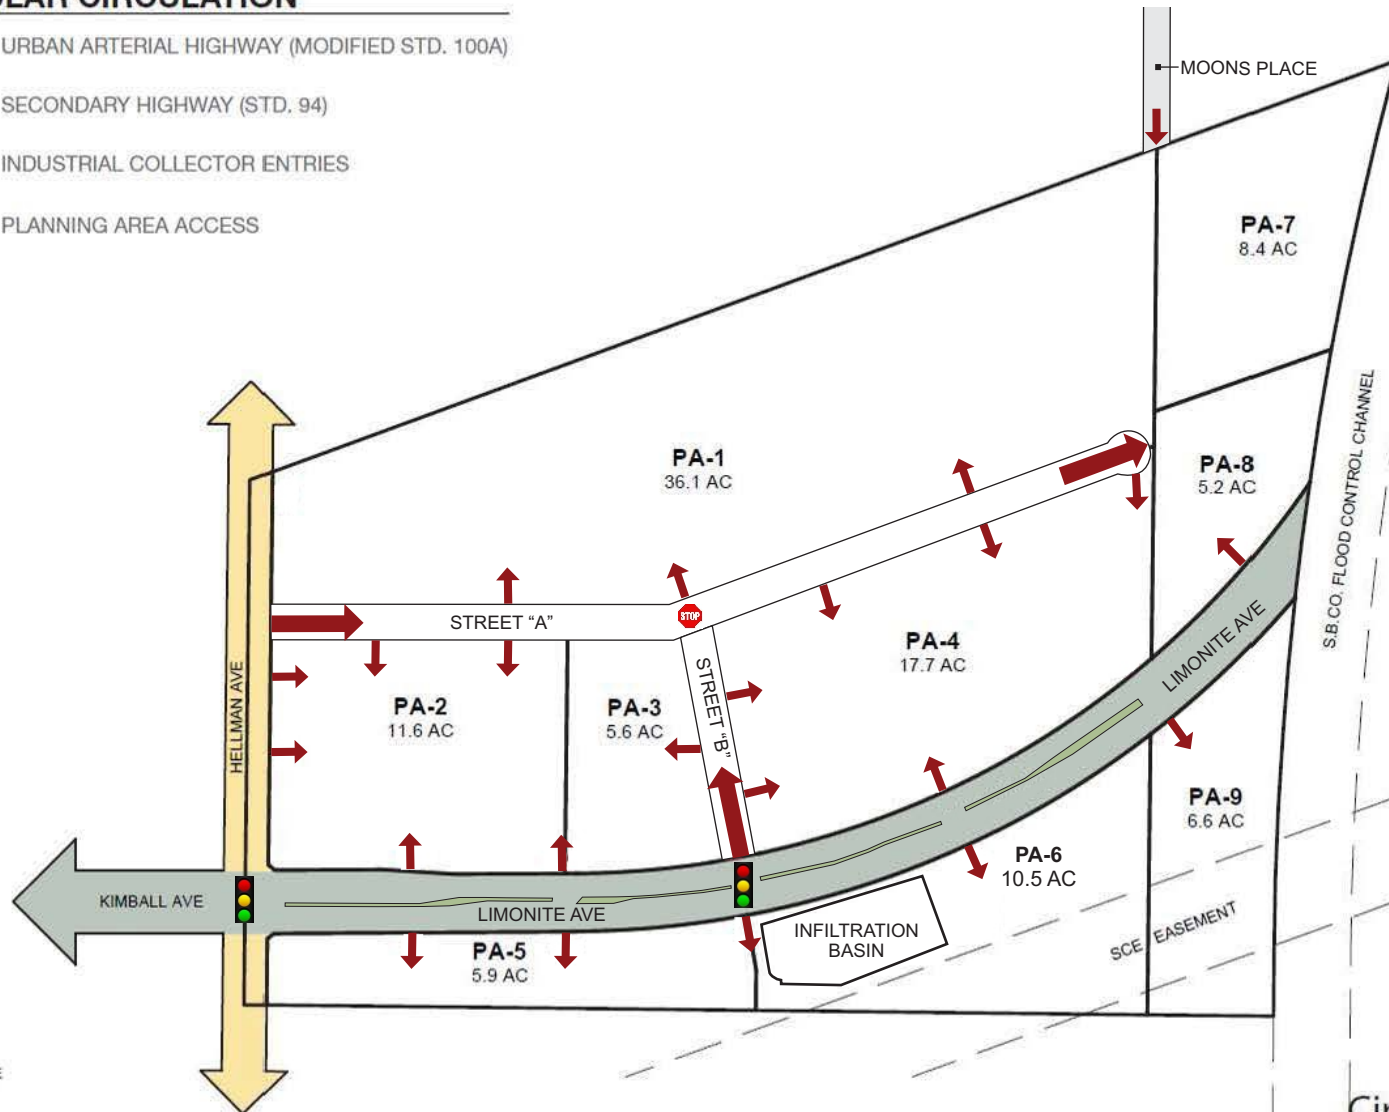 URBAN ARTERIAL HIGHWAY (MODIFIED STD. 100A)
SECONDARY HIGHWAY (STD. 94)
INDUSTRIAL COLLECTOR ENTRIES
PLANNING AREA ACCESS
MOONS PLACE
PA-7
8.4 AC
PA-1
36.1 AC
PA-8
5.2 AC
S.B.CO. FLOOD CONTROL CHANNEL
STREET “A”
STOP
PA-4
17.7 AC
LIMONITE AVE
HELLMAN AVE
PA-2
11.6 AC
PA-3
5.6 AC
STREET “B”
PA-9
6.6 AC
PA-6
10.5 AC
KIMBALL AVE
LIMONITE AVE
INFILTRATION
BASIN
SCE EASEMENT
PA-5
5.9 AC